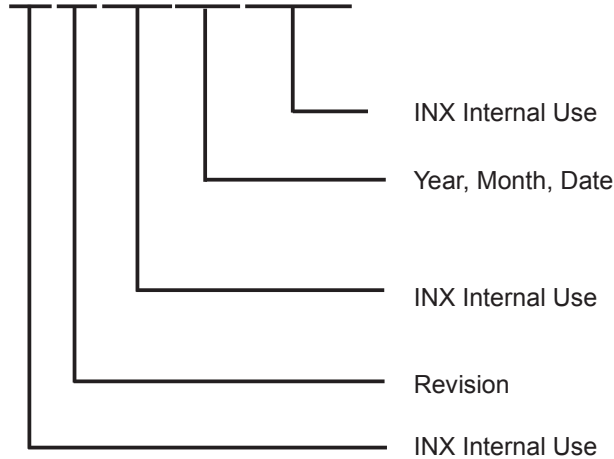 INX Internal Use
Year, Month, Date
INX Internal Use
Revision
INX Internal Use